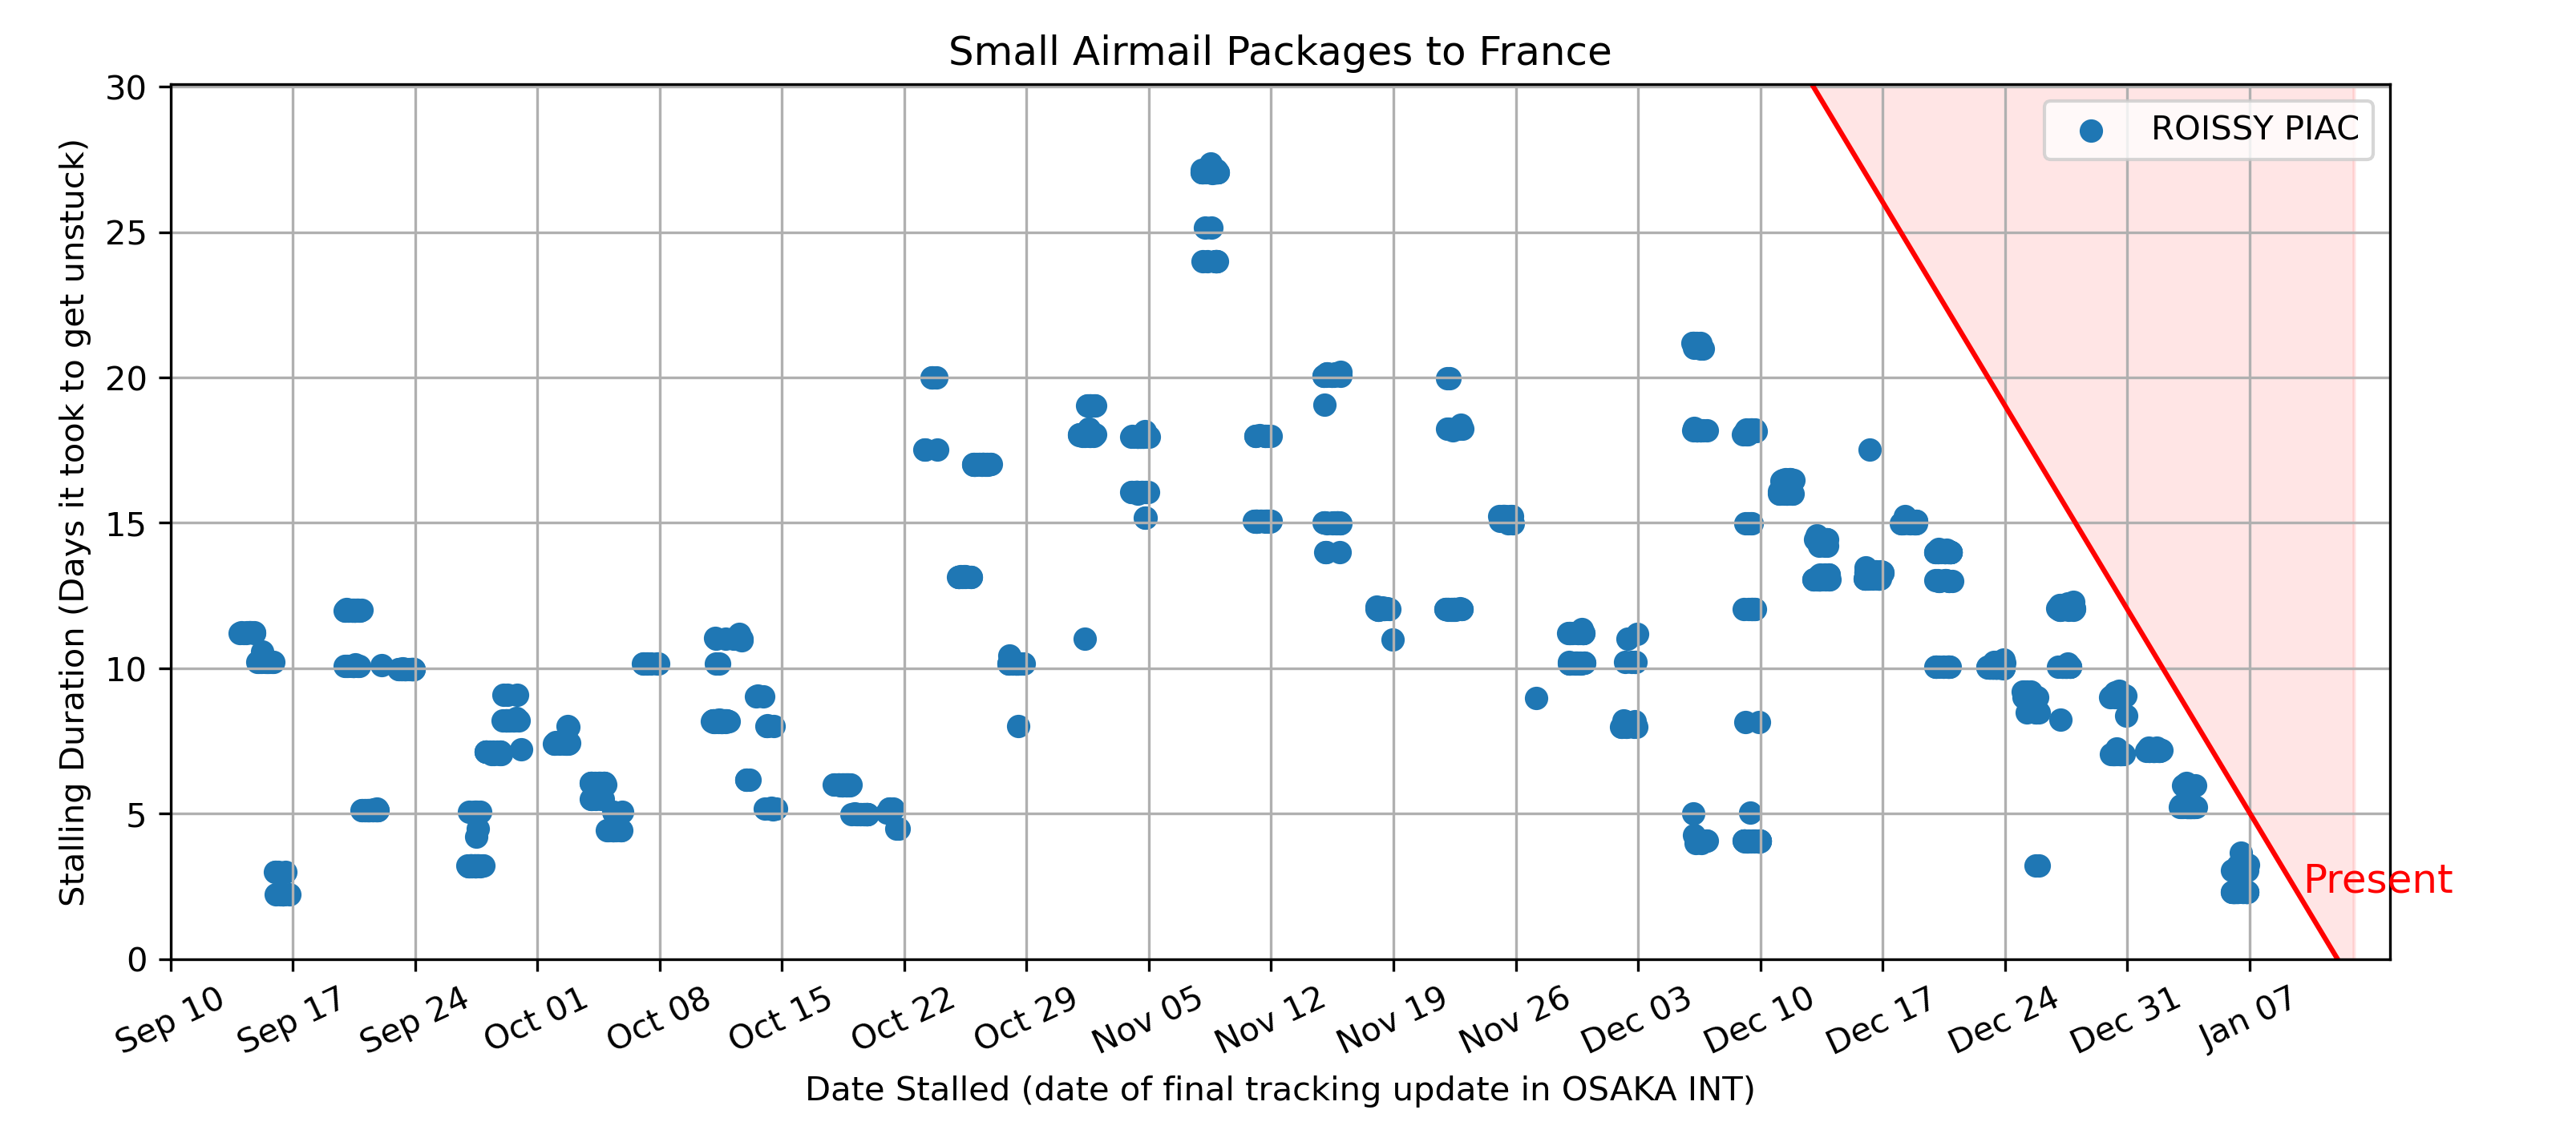 Small Airmail Packages to France
30
25
20
15
10
5
0
Stalling Duration (Days it took to get unstuck)
ROISSY PIAC
Present
Sep 10
Sep 17
Sep 24
Oct 01
Oct 08
Oct 15
Oct 22
Oct 29
Nov 05
Nov 12
Nov 19
Nov 26
Dec 03
Dec 10
Dec 17
Dec 24
Dec 31
Jan 07
Date Stalled (date of final tracking update in OSAKA INT)